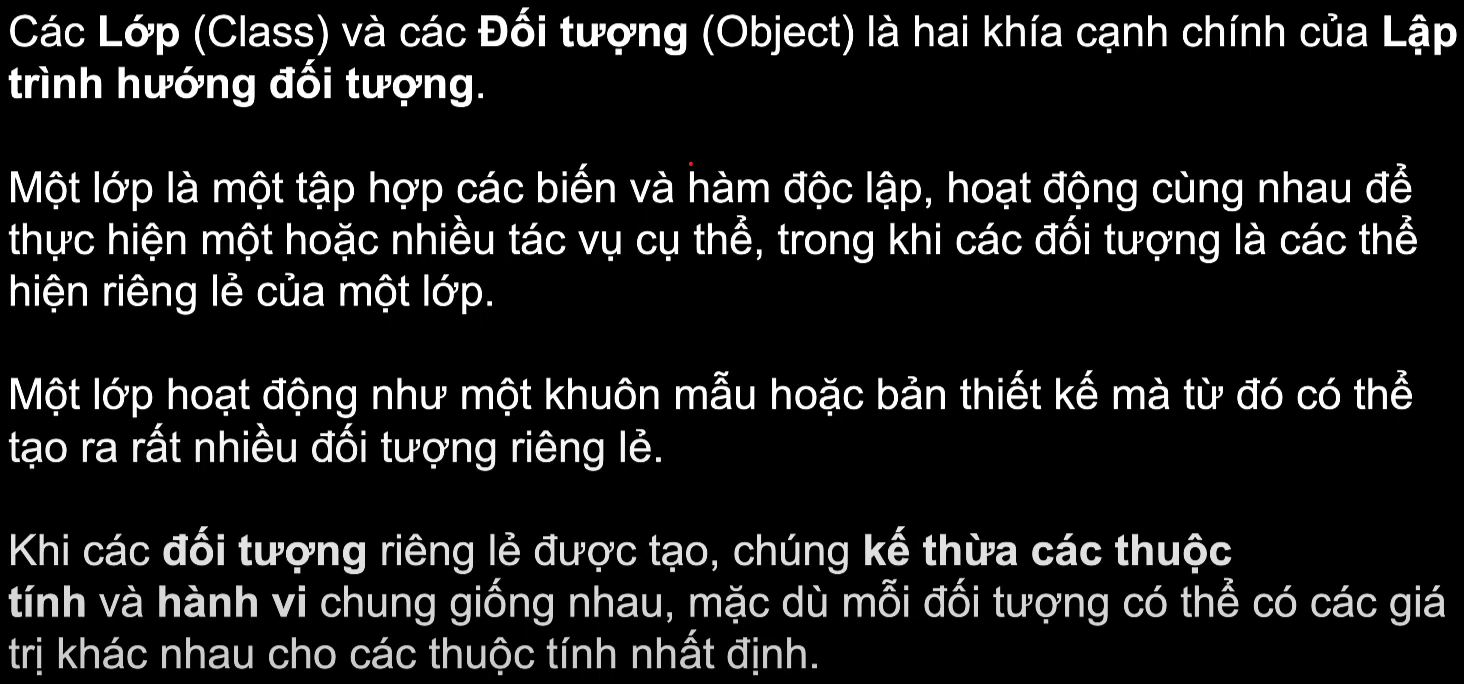 Các Lớp (Class) và các Đối tượng (Object) là hai khía cạnh chính của Lập
trình hướng đối tượng.
Một lớp là một tập hợp các biến và hàm độc lập, hoạt động cùng nhau để
thực hiện một hoặc nhiều tác vụ cụ thể, trong khi các đối tượng là các thể
hiện riêng lẻ của một lớp.
Một lớp hoạt động như một khuôn mẫu hoặc bản thiết kế mà từ đó có thể
tạo ra rất nhiều đối tượng riêng lẻ.
Khi các đối tượng riêng lẻ được tạo, chúng kế thừa các thuộc
tính và hành vi chung giống nhau, mặc dù mỗi đối tượng có thể có các giá
trị khác nhau cho các thuộc tính nhất định.